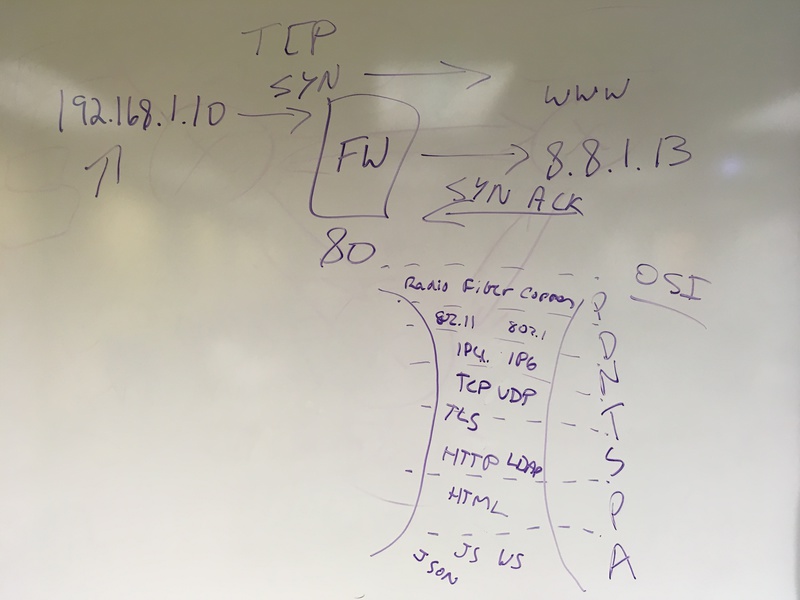 TCP
SYN
192.168.1.10
FW
WWW
8.8.1.13
SYN ACK
80
OSI
Radio Fiber Copper P
802.11 802.1 D
IP4. IP6 N
TCP UDP T
TLS S
HTTP LDAP P
HTML
JSON JS WS A